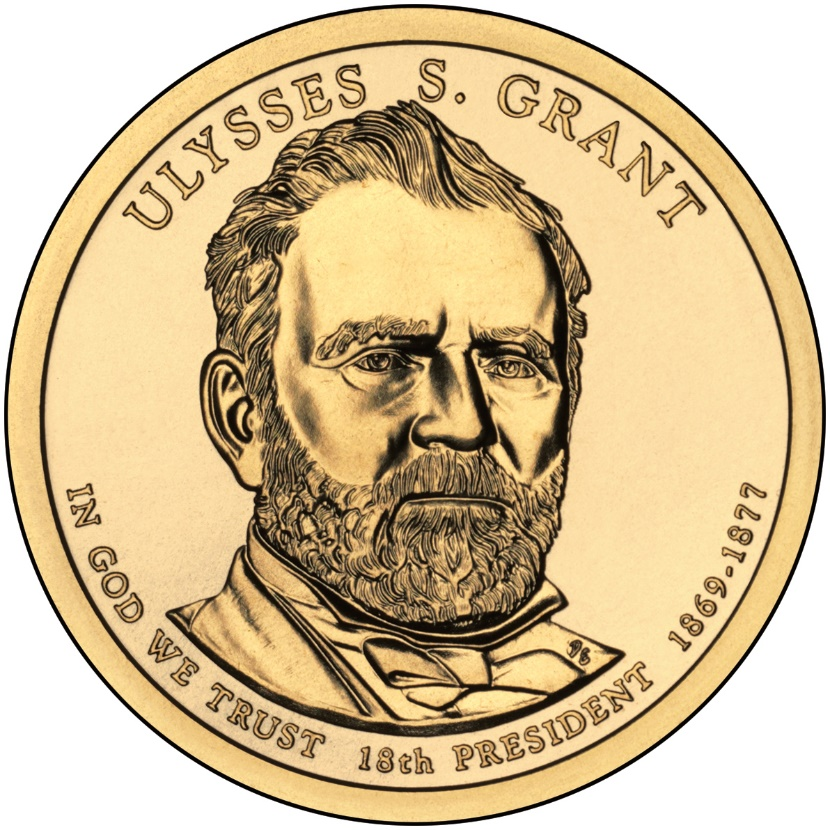 ULYSSES S. GRANT
IN GOD WE TRUST 18th PRESIDENT 1869-1877